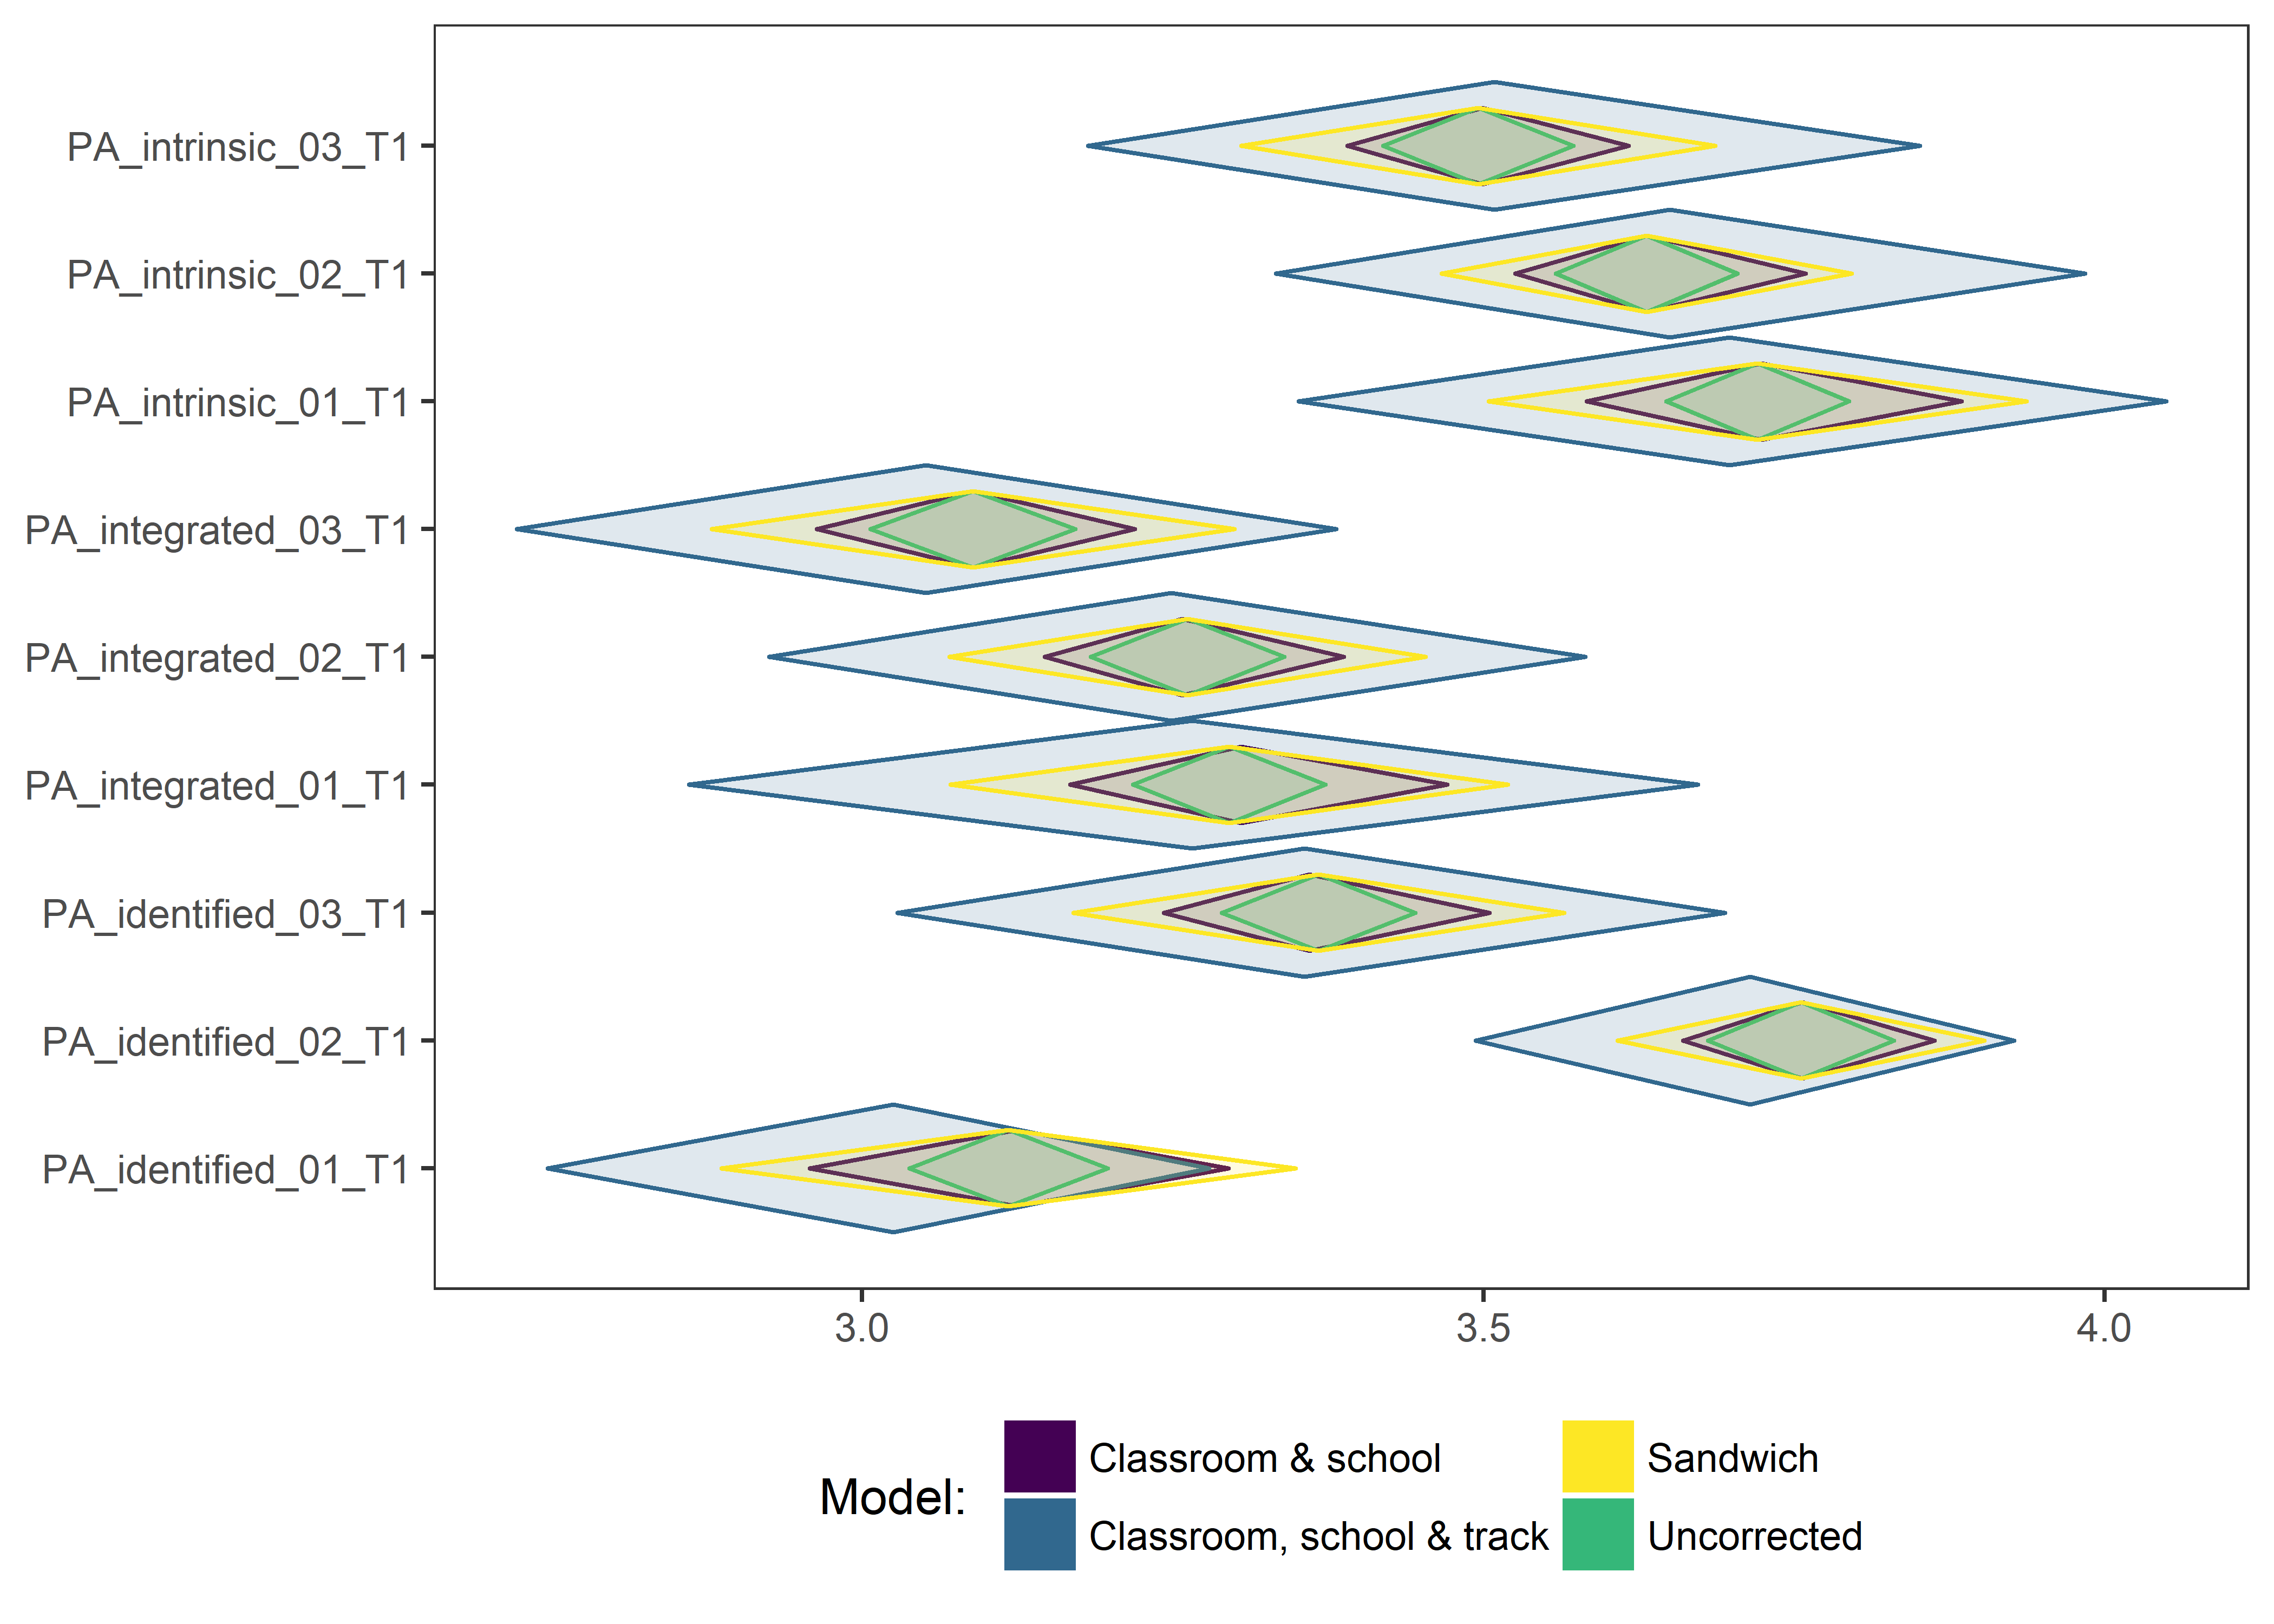 PA_intrinsic_03_T1
PA_intrinsic_02_T1
PA_intrinsic_01_T1
PA_integrated_03_T1
PA_integrated_02_T1
PA_integrated_01_T1
PA_identified_03_T1
PA_identified_02_T1
PA_identified_01_T1
3.0 3.5 4.0
Model:
Classroom & school
Classroom, school & track
Sandwich
Uncorrected